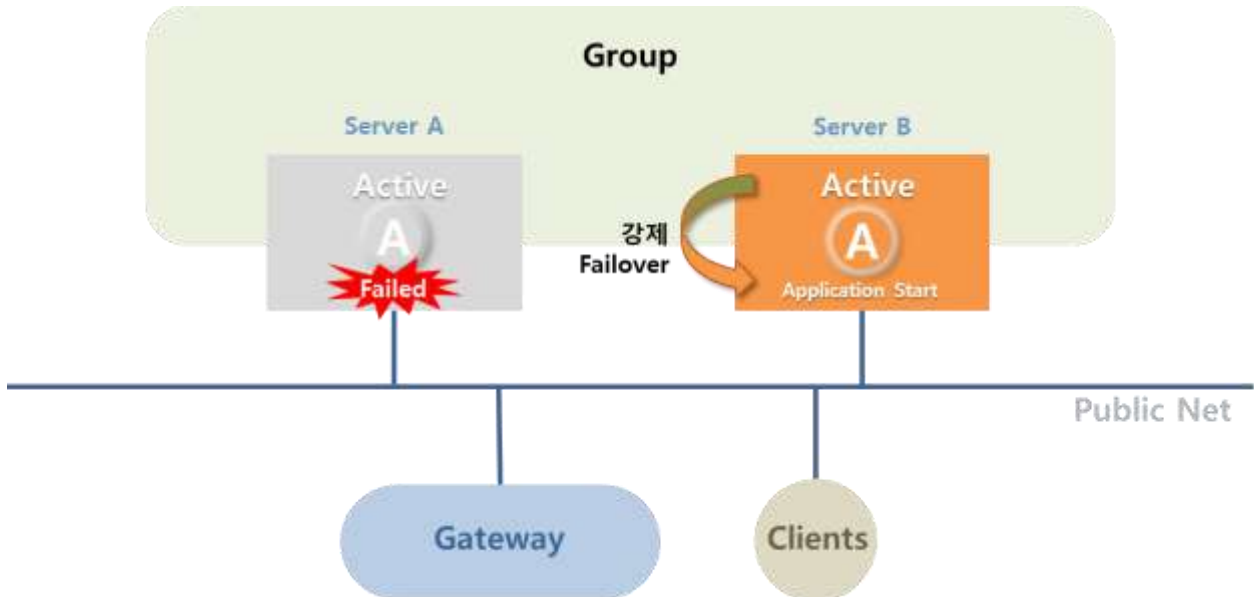 Group
Server A
Server B
Active
A
Failed
강제
Failover
Active
A
Application Start
Public Net
Gateway
Clients